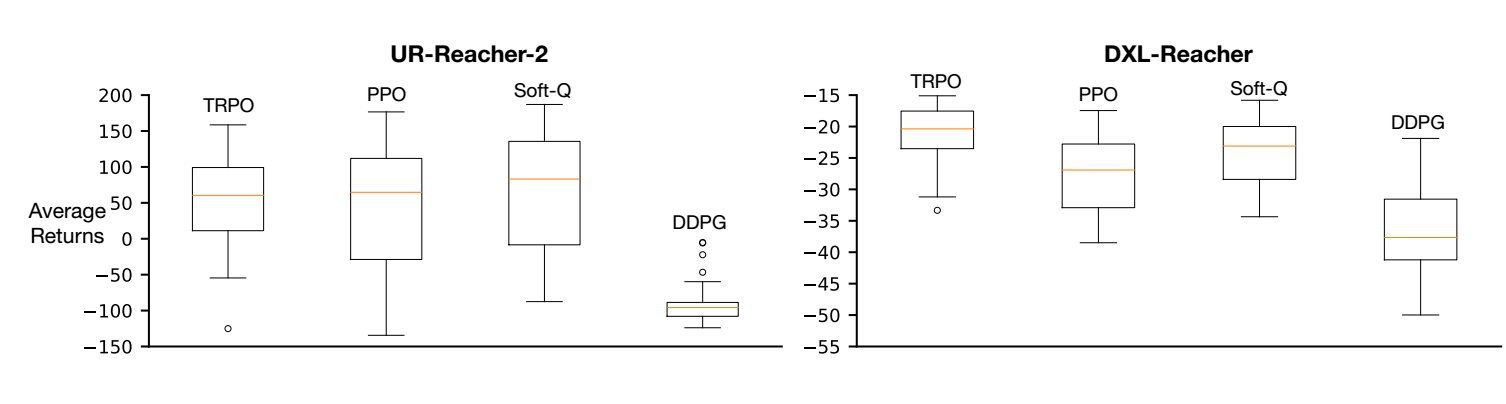 UR-Reacher-2
TRPO
PPO
Soft-Q
DDPG
200
150
100
50
0
−50
−100
−150
Average
Returns
DXL-Reacher
TRPO
PPO
Soft-Q
DDPG
−15
−20
−25
−30
−35
−40
−45
−50
−55